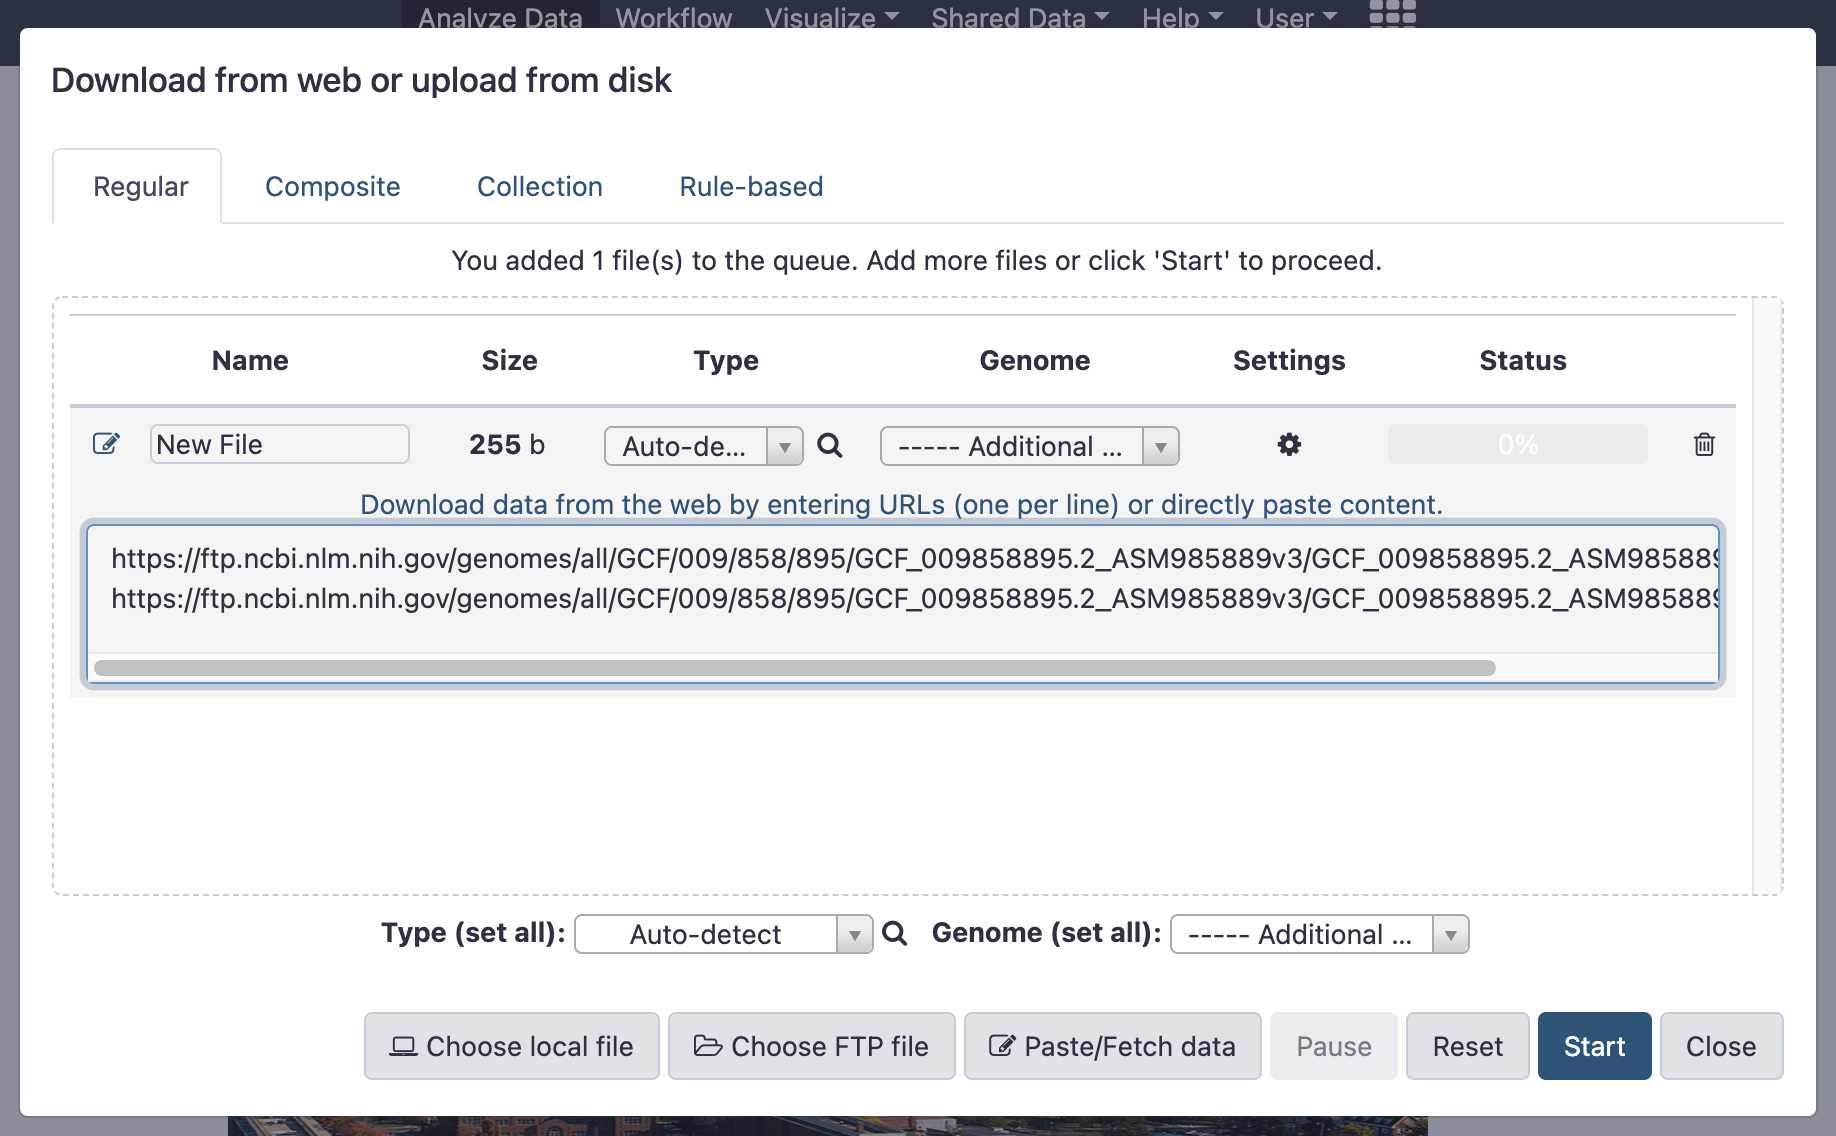 Analyze Data Workflow Visualize Shared Data Help User
Download from web or upload from disk
Regular Composite Collection Rule-based
You added 1 file(s) to the queue. Add more files or click 'Start' to proceed.
Name Size Type Genome Settings Status
New File 255 b Auto-de... ----- Additional ... 0%
Download data from the web by entering URLs (one per line) or directly paste content.
https://ftp.ncbi.nlm.nih.gov/genomes/all/GCF/009/858/895/GCF_009858895.2_ASM985889v3/GCF_009858895.2_ASM985889
https://ftp.ncbi.nlm.nih.gov/genomes/all/GCF/009/858/895/GCF_009858895.2_ASM985889v3/GCF_009858895.2_ASM985889
Type (set all): Auto-detect Genome (set all): ----- Additional ...
Choose local file Choose FTP file Paste/Fetch data Pause Reset Start Close